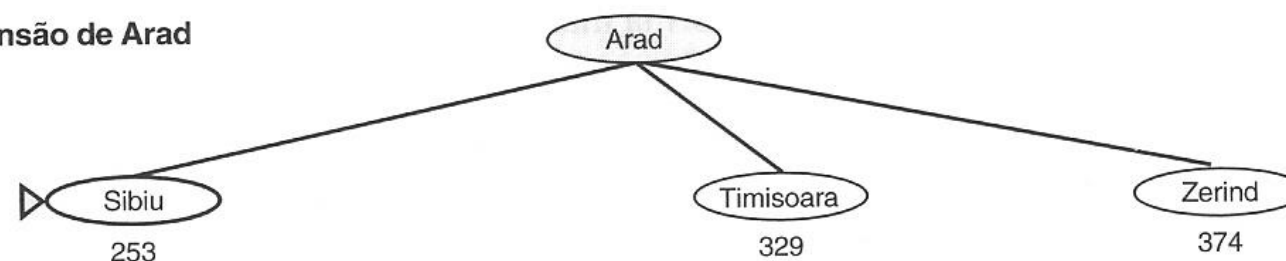 nsão de Arad
Arad
Sibiu
Timisoara
Zerind
253
329
374